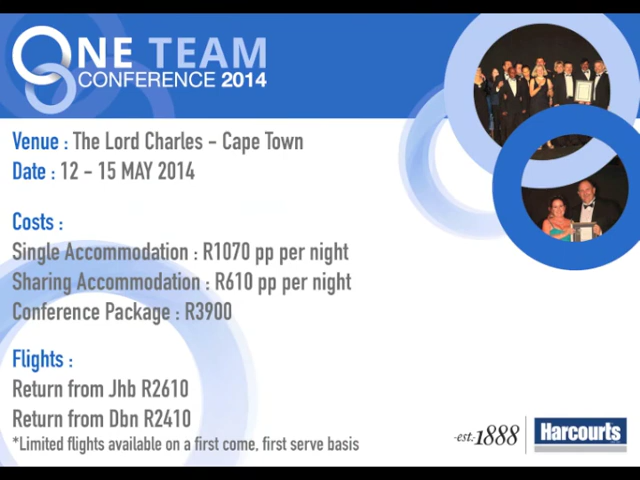 ONE TEAM
CONFERENCE 2014
Venue : The Lord Charles - Cape Town
Date : 12 - 15 MAY 2014
Costs :
Single Accommodation : R1070 pp per night
Sharing Accommodation : R610 pp per night
Conference Package : R3900
Flights :
Return from Jhb R2610
Return from Dbn R2410
*Limited flights available on a first come, first serve basis
-est.-1888
Harcourts